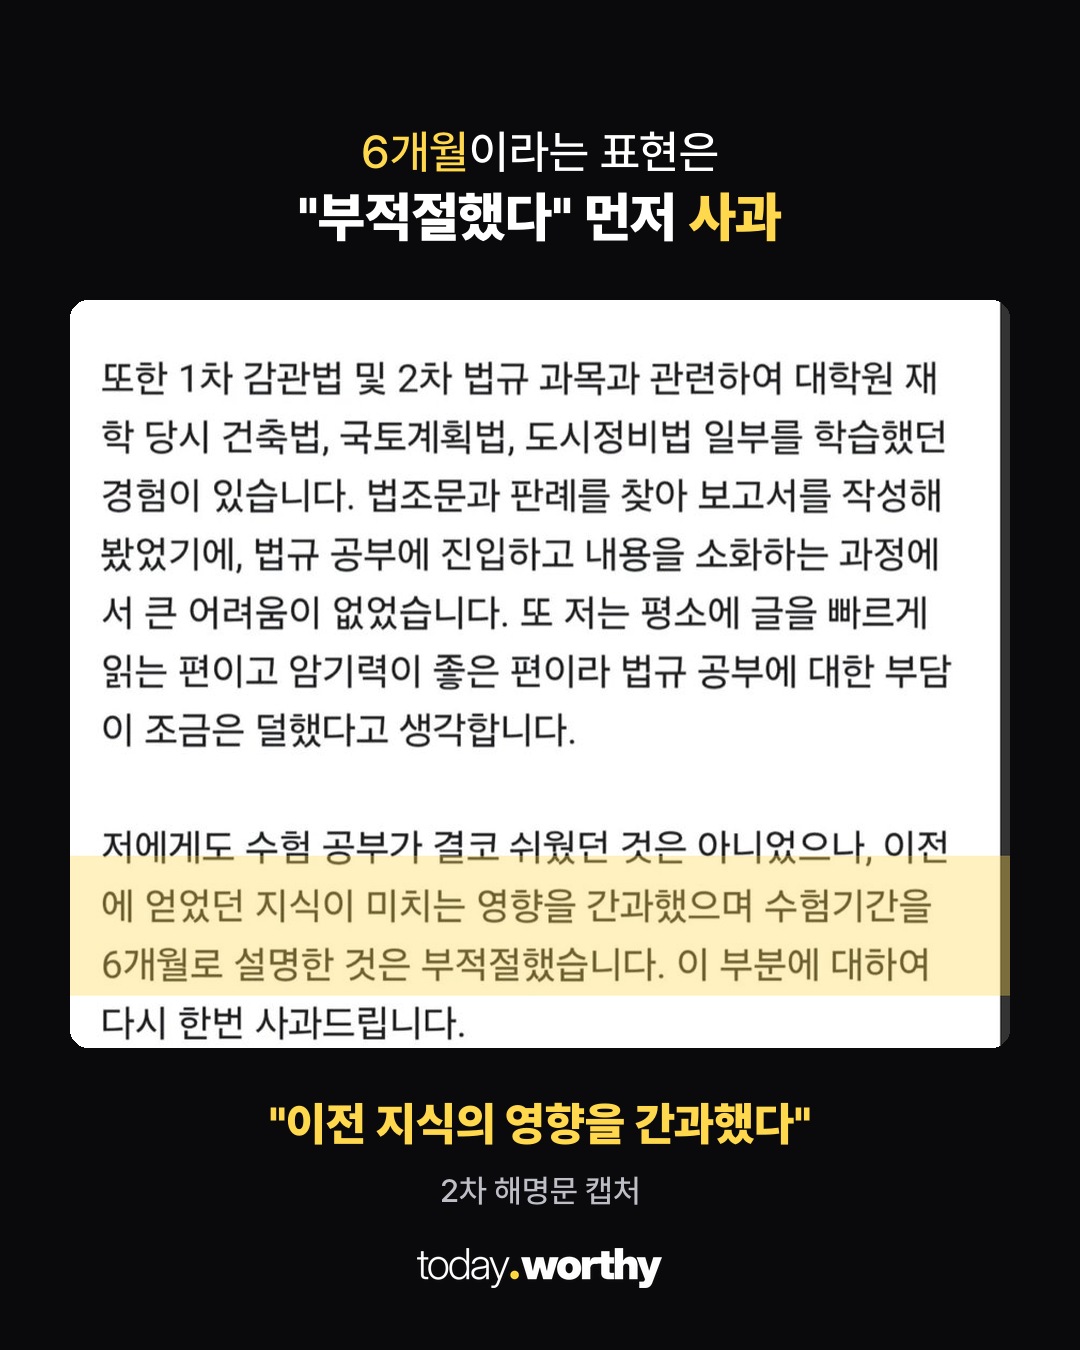 6개월이라는 표현은
"부적절했다" 먼저 사과
또한 1차 감관법 및 2차 법규 과목과 관련하여 대학원 재
학 당시 건축법, 국토계획법, 도시정비법 일부를 학습했던
경험이 있습니다. 법조문과 판례를 찾아 보고서를 작성해
봤었기에, 법규 공부에 진입하고 내용을 소화하는 과정에
서 큰 어려움이 없었습니다. 또 저는 평소에 글을 빠르게
읽는 편이고 암기력이 좋은 편이라 법규 공부에 대한 부담
이 조금은 덜했다고 생각합니다.
저에게도 수험 공부가 결코 쉬웠던 것은 아니었으나, 이전
에 얻었던 지식이 미치는 영향을 간과했으며 수험기간을
6개월로 설명한 것은 부적절했습니다. 이 부분에 대하여
다시 한번 사과드립니다.
"이전 지식의 영향을 간과했다"
2차 해명문 캡처
today.worthy